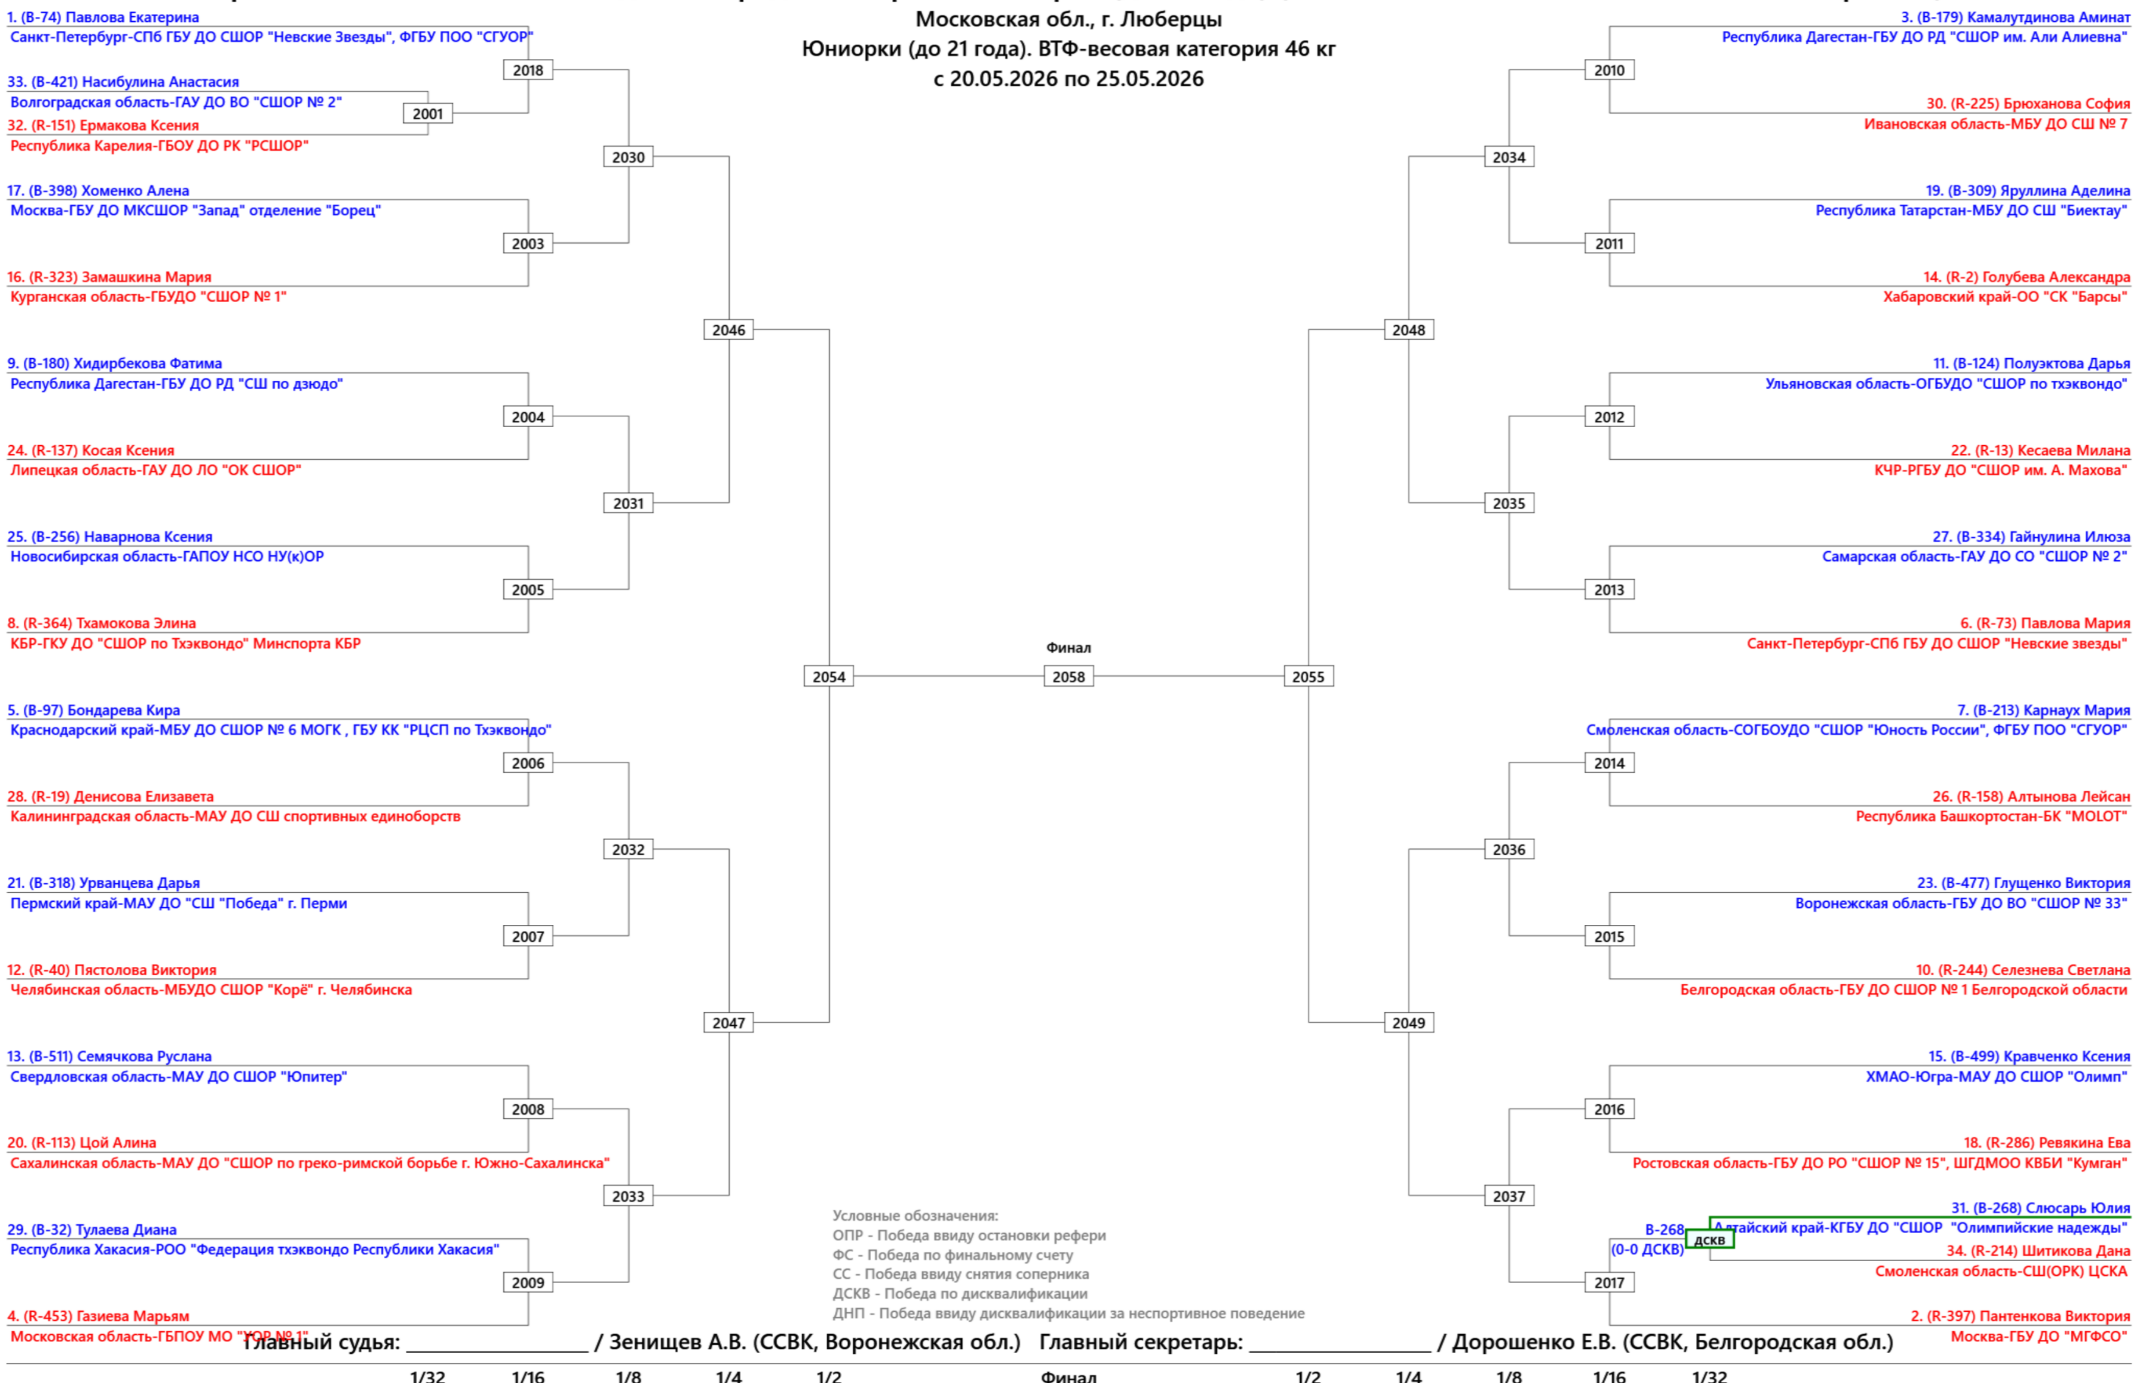 Московская обл., г. Люберцы
Юниорки (до 21 года). ВТФ-весовая категория 46 кг
с 20.05.2026 по 25.05.2026
1. (B-74) Павлова Екатерина
Санкт-Петербург-СПб ГБУ ДО СШОР "Невские Звезды", ФГБУ ПОО "СГУОР"
2018
33. (B-421) Насибулина Анастасия
Волгоградская область-ГАУ ДО ВО "СШОР № 2"
2001
32. (R-151) Ермакова Ксения
Республика Карелия-ГБОУ ДО РК "РСШОР"
2030
17. (B-398) Хоменко Алена
Москва-ГБУ ДО МКСШОР "Запад" отделение "Борец"
2003
16. (R-323) Замашкина Мария
Курганская область-ГБУДО "СШОР № 1"
2046
9. (B-180) Хидирбекова Фатима
Республика Дагестан-ГБУ ДО РД "СШ по дзюдо"
2004
24. (R-137) Косая Ксения
Липецкая область-ГАУ ДО ЛО "ОК СШОР"
2031
25. (B-256) Наварнова Ксения
Новосибирская область-ГАПОУ НСО НУ(к)ОР
2005
8. (R-364) Тхамокова Элина
КБР-ГКУ ДО "СШОР по Тхэквондо" Минспорта КБР
2054
5. (B-97) Бондарева Кира
Краснодарский край-МБУ ДО СШОР № 6 МОГК , ГБУ КК "РЦСП по Тхэквондо"
2006
28. (R-19) Денисова Елизавета
Калининградская область-МАУ ДО СШ спортивных единоборств
2032
21. (B-318) Урванцева Дарья
Пермский край-МАУ ДО "СШ "Победа" г. Перми
2007
12. (R-40) Пястолова Виктория
Челябинская область-МБУДО СШОР "Корё" г. Челябинска
2047
13. (B-511) Семячкова Руслана
Свердловская область-МАУ ДО СШОР "Юпитер"
2008
20. (R-113) Цой Алина
Сахалинская область-МАУ ДО "СШОР по греко-римской борьбе г. Южно-Сахалинска"
2033
29. (B-32) Тулаева Диана
Республика Хакасия-РОО "Федерация тхэквондо Республики Хакасия"
2009
4. (R-453) Газиева Марьям
Московская область-ГБПОУ МО "УОР № 1"
Финал
2058
3. (B-179) Камалутдинова Аминат
Республика Дагестан-ГБУ ДО РД "СШОР им. Али Алиевна"
2010
30. (R-225) Брюханова София
Ивановская область-МБУ ДО СШ № 7
2034
19. (B-309) Яруллина Аделина
Республика Татарстан-МБУ ДО СШ "Биектау"
2011
14. (R-2) Голубева Александра
Хабаровский край-ОО "СК "Барсы"
2048
11. (B-124) Полуэктова Дарья
Ульяновская область-ОГБУДО "СШОР по тхэквондо"
2012
22. (R-13) Кесаева Милана
КЧР-РГБУ ДО "СШОР им. А. Махова"
2035
27. (B-334) Гайнулина Илюза
Самарская область-ГАУ ДО СО "СШОР № 2"
2013
6. (R-73) Павлова Мария
Санкт-Петербург-СПб ГБУ ДО СШОР "Невские звезды"
2055
7. (B-213) Карнаух Мария
Смоленская область-СОГБОУДО "СШОР "Юность России", ФГБУ ПОО "СГУОР"
2014
26. (R-158) Алтынова Лейсан
Республика Башкортостан-БК "MOLOT"
2036
23. (B-477) Глущенко Виктория
Воронежская область-ГБУ ДО ВО "СШОР № 33"
2015
10. (R-244) Селезнева Светлана
Белгородская область-ГБУ ДО СШОР № 1 Белгородской области
2049
15. (B-499) Кравченко Ксения
ХМАО-Югра-МАУ ДО СШОР "Олимп"
2016
18. (R-286) Ревякина Ева
Ростовская область-ГБУ ДО РО "СШОР № 15", ШГДМОО КВБИ "Кумган"
2037
31. (B-268) Слюсарь Юлия
Алтайский край-КГБУ ДО "СШОР "Олимпийские надежды"
B-268
дскв
(0-0 ДСКВ)
34. (R-214) Шитикова Дана
Смоленская область-СШ(ОРК) ЦСКА
2017
2. (R-397) Пантенкова Виктория
Москва-ГБУ ДО "МГФСО"
Условные обозначения:
ОПР - Победа ввиду остановки рефери
ФС - Победа по финальному счету
СС - Победа ввиду снятия соперника
ДСКВ - Победа по дисквалификации
ДНП - Победа ввиду дисквалификации за неспортивное поведение
Главный судья: ________________ / Зенищев А.В. (ССВК, Воронежская обл.) Главный секретарь: ________________ / Дорошенко Е.В. (ССВК, Белгородская обл.)
1/32 1/16 1/8 1/4 1/2 Финал 1/2 1/4 1/8 1/16 1/32